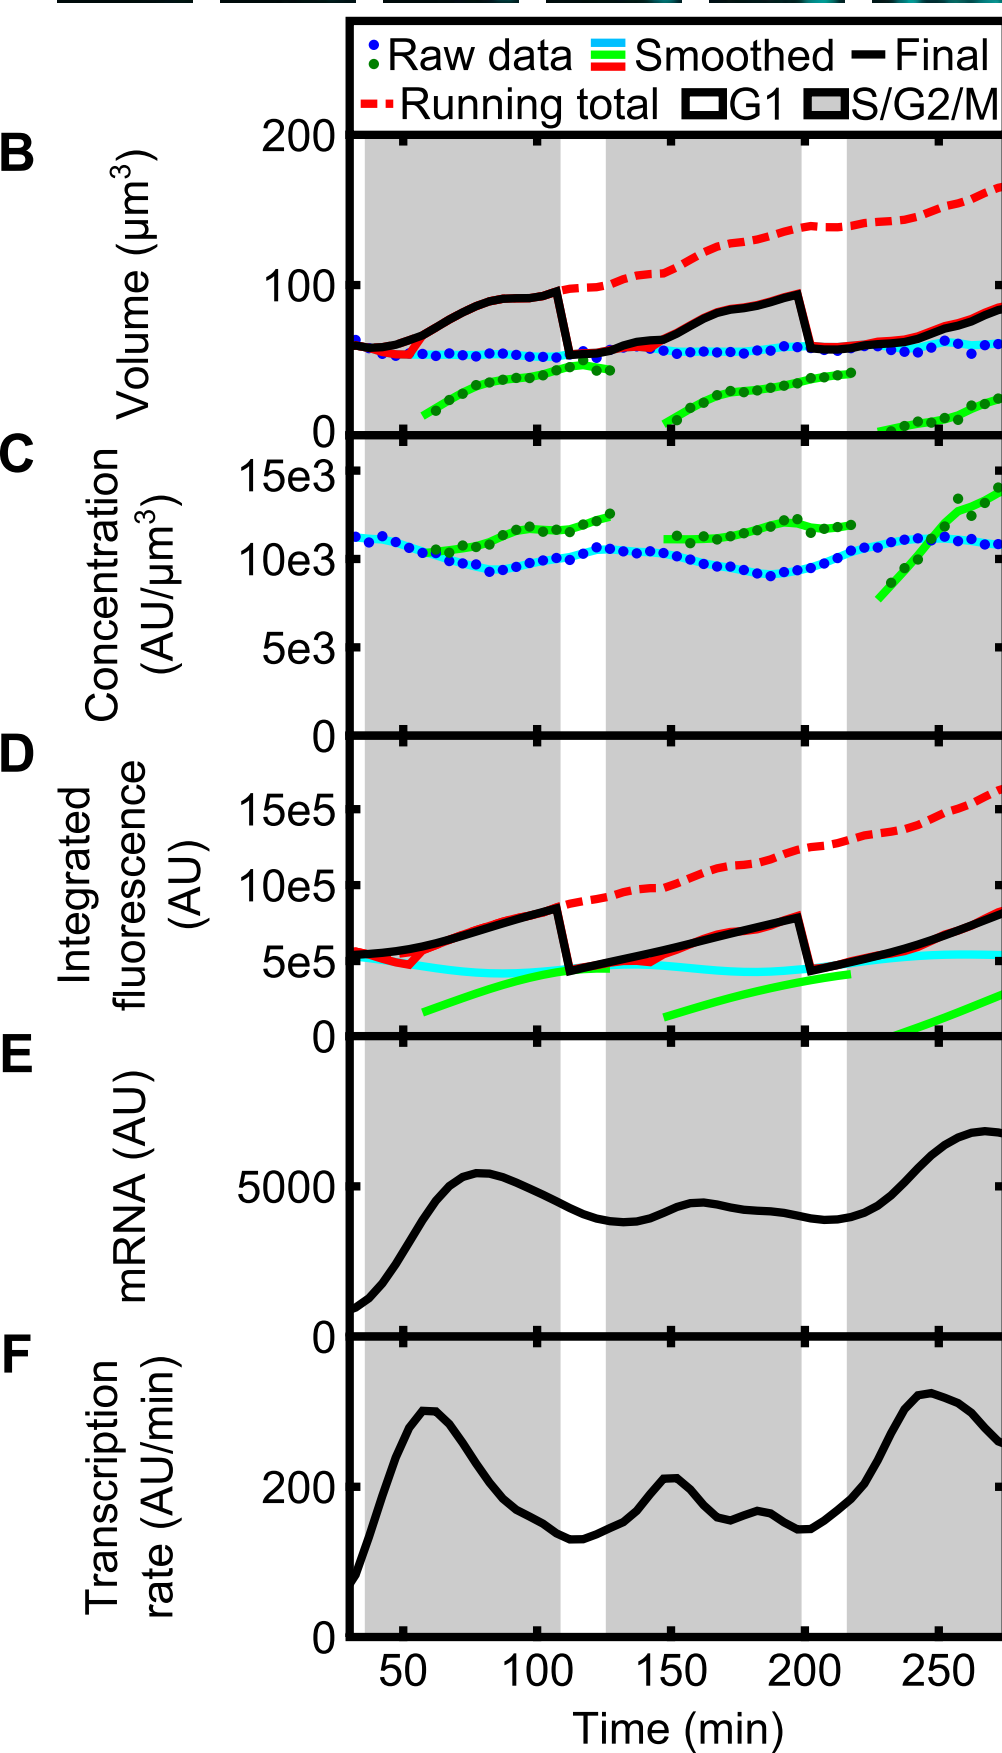 Raw data Smoothed Final
Running total G1 S/G2/M
B
Volume (µm³)
200
100
0
C
Concentration
(AU/µm³)
15e3
10e3
5e3
0
D
Integrated
fluorescence
(AU)
15e5
10e5
5e5
0
E
mRNA (AU)
5000
0
F
Transcription
rate (AU/min)
200
0
50 100 150 200 250
Time (min)